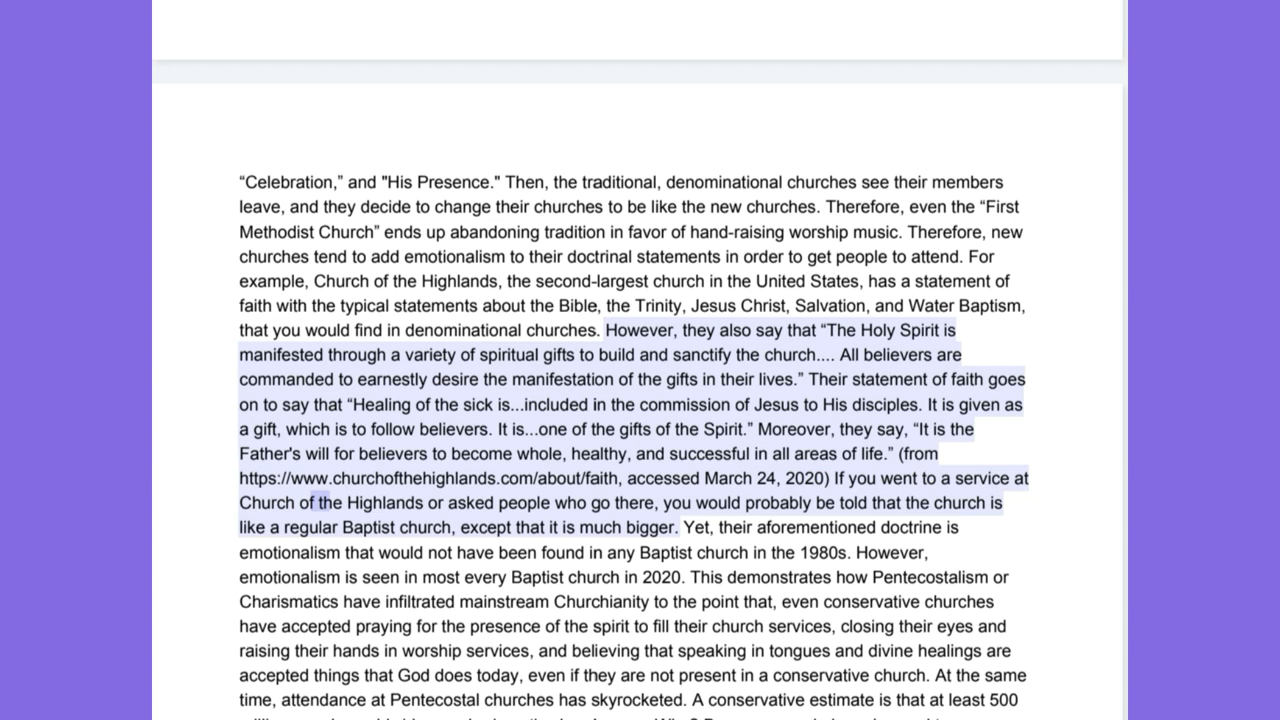 “Celebration,” and "His Presence." Then, the traditional, denominational churches see their members
leave, and they decide to change their churches to be like the new churches. Therefore, even the “First
Methodist Church” ends up abandoning tradition in favor of hand-raising worship music. Therefore, new
churches tend to add emotionalism to their doctrinal statements in order to get people to attend. For
example, Church of the Highlands, the second-largest church in the United States, has a statement of
faith with the typical statements about the Bible, the Trinity, Jesus Christ, Salvation, and Water Baptism,
that you would find in denominational churches. However, they also say that “The Holy Spirit is
manifested through a variety of spiritual gifts to build and sanctify the church.... All believers are
commanded to earnestly desire the manifestation of the gifts in their lives.” Their statement of faith goes
on to say that “Healing of the sick is...included in the commission of Jesus to His disciples. It is given as
a gift, which is to follow believers. It is...one of the gifts of the Spirit.” Moreover, they say, “It is the
Father's will for believers to become whole, healthy, and successful in all areas of life.” (from
https://www.churchofthehighlands.com/about/faith, accessed March 24, 2020) If you went to a service at
Church of the Highlands or asked people who go there, you would probably be told that the church is
like a regular Baptist church, except that it is much bigger. Yet, their aforementioned doctrine is
emotionalism that would not have been found in any Baptist church in the 1980s. However,
emotionalism is seen in most every Baptist church in 2020. This demonstrates how Pentecostalism or
Charismatics have infiltrated mainstream Churchianity to the point that, even conservative churches
have accepted praying for the presence of the spirit to fill their church services, closing their eyes and
raising their hands in worship services, and believing that speaking in tongues and divine healings are
accepted things that God does today, even if they are not present in a conservative church. At the same
time, attendance at Pentecostal churches has skyrocketed. A conservative estimate is that at least 500